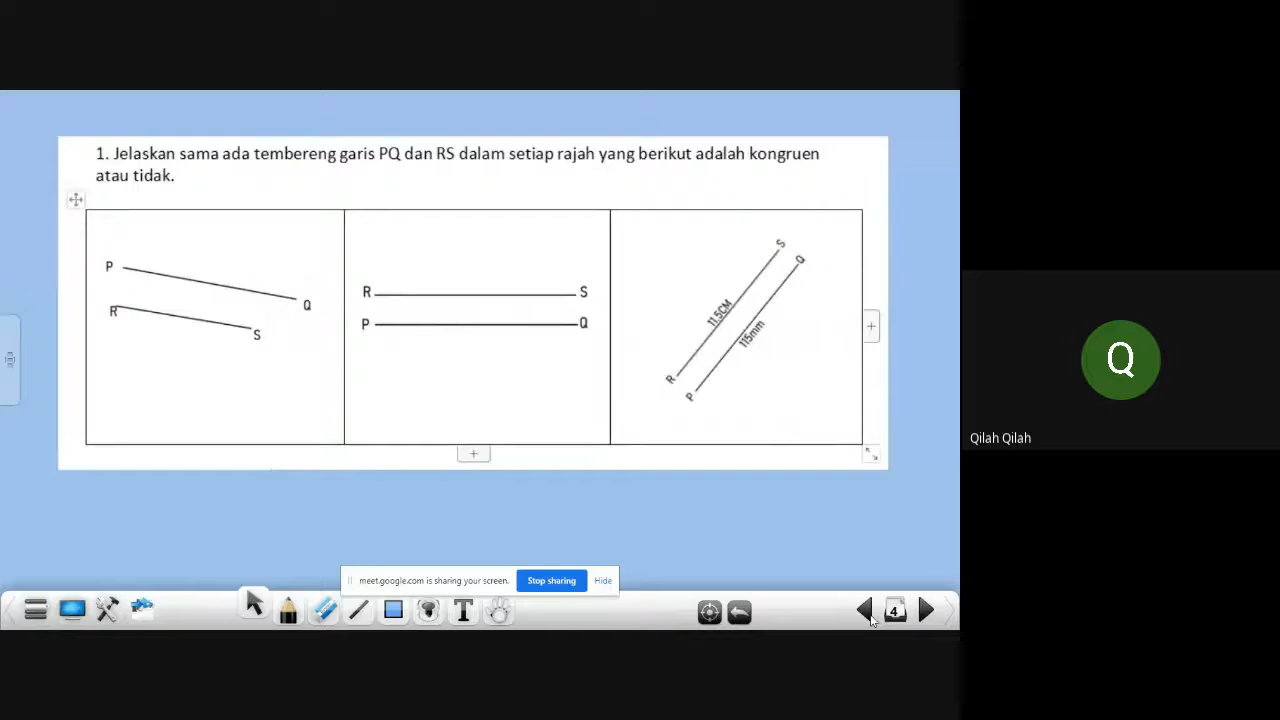 1. Jelaskan sama ada tembereng garis PQ dan RS dalam setiap rajah yang berikut adalah kongruen
atau tidak.
P
Q
R
S
R
S
P
Q
S
Q
11.5CM
115mm
R
P
Q
Qilah Qilah
meet.google.com is sharing your screen.
Stop sharing
Hide
T
4